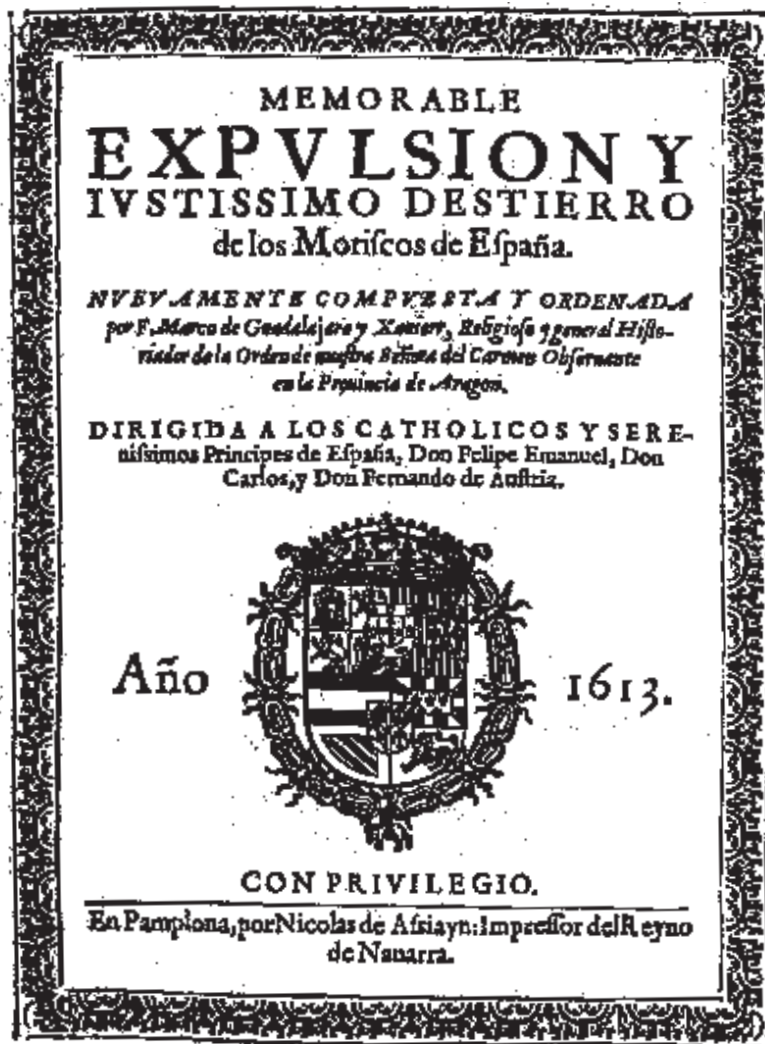 MEMORABLE
EXPVLSION Y
IVSTISSIMO DESTIERRO
de los Moriſcos de Eſpaña.
NVEVAMENTE COMPVESTA Y ORDENADA
por F. Marco de Guadalajara y Xauierr, Religioſo y general Hiſto-
riador de la Orden de nueſtra Señora del Carmen Obſeruante
en la Prouincia de Aragon.
DIRIGIDA A LOS CATHOLICOS Y SERE-
niſsimos Principes de Eſpaña, Don Felipe Emanuel, Don
Carlos, y Don Fernando de Auſtria.
Año 1613.
CON PRIVILEGIO.
En Pamplona, por Nicolas de Aſsiayn: Impreſſor del Reyno
de Nauarra.